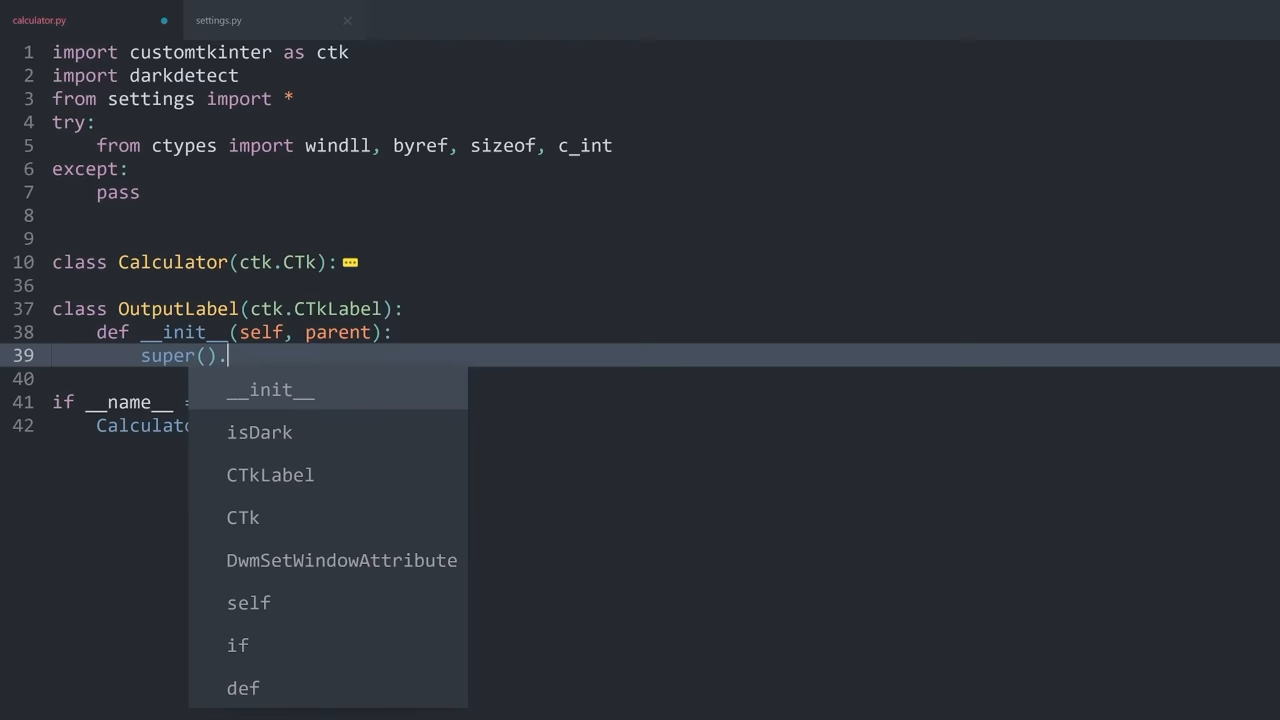 calculator.py
settings.py
1 import customtkinter as ctk
2 import darkdetect
3 from settings import *
4 try:
5 from ctypes import windll, byref, sizeof, c_int
6 except:
7 pass
8
9
10 class Calculator(ctk.CTk):
36
37 class OutputLabel(ctk.CTkLabel):
38 def __init__(self, parent):
39 super().
40
41 if __name__ =
42 Calculato
__init__
isDark
CTkLabel
CTk
DwmSetWindowAttribute
self
if
def